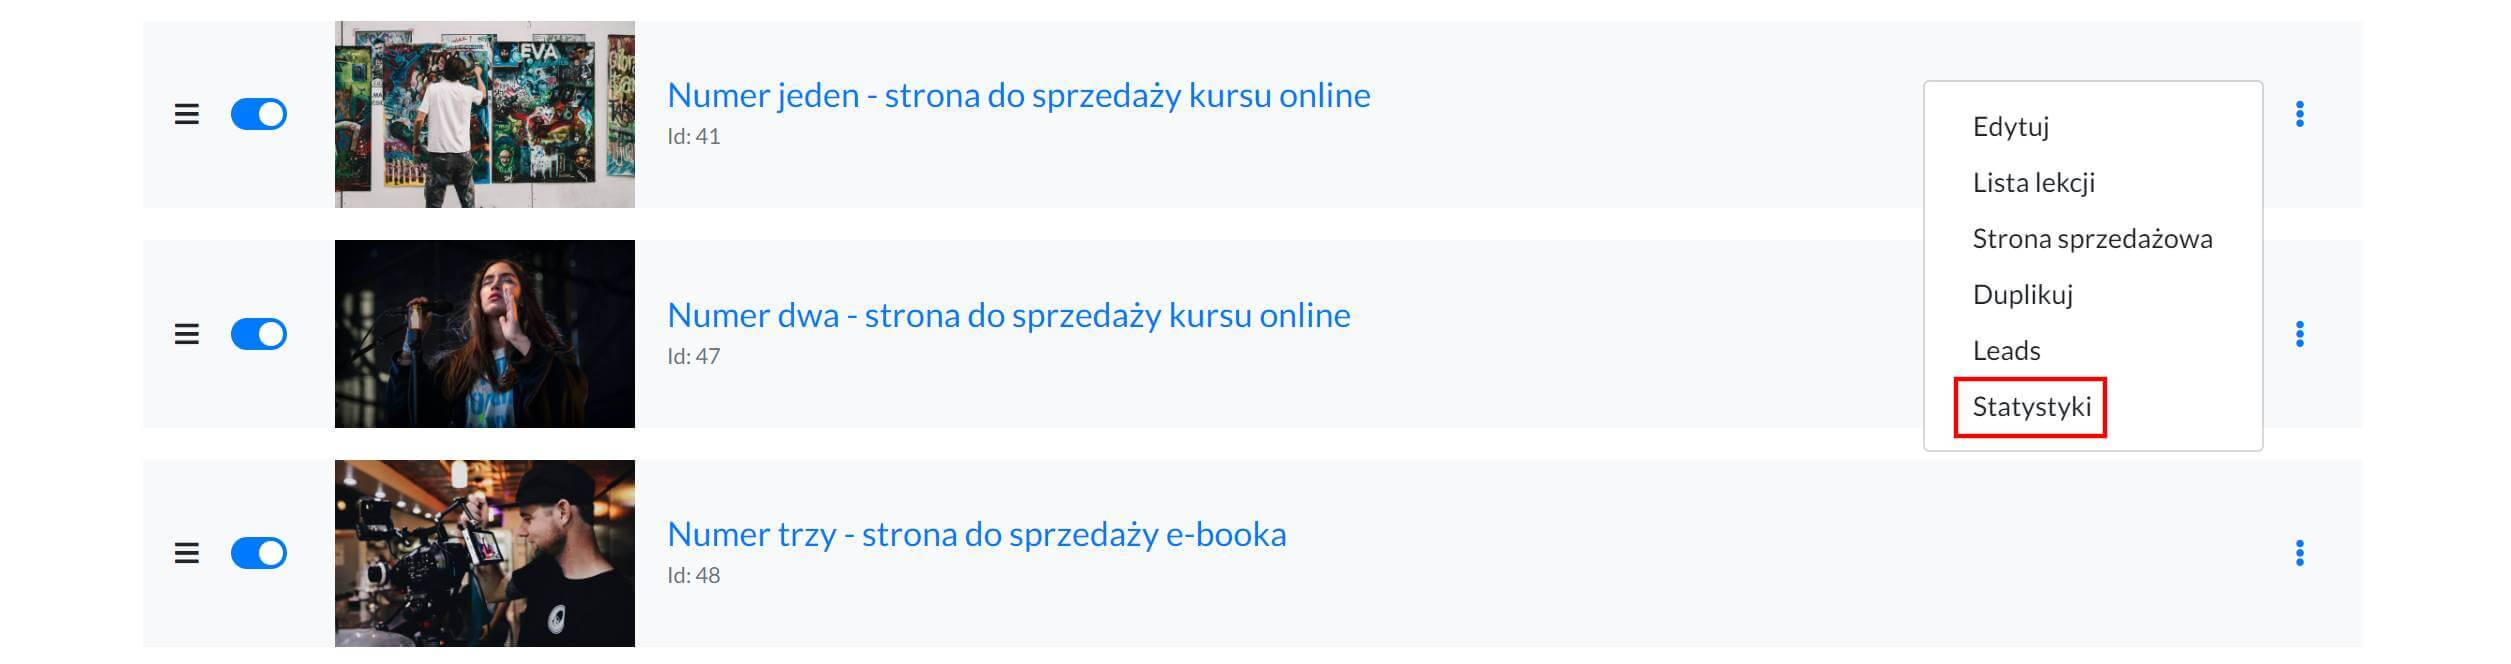 EVA
Numer jeden - strona do sprzedaży kursu online
Id: 41
Edytuj
Lista lekcji
Strona sprzedażowa
Duplikuj
Leads
Statystyki
Numer dwa - strona do sprzedaży kursu online
Id: 47
Numer trzy - strona do sprzedaży e-booka
Id: 48